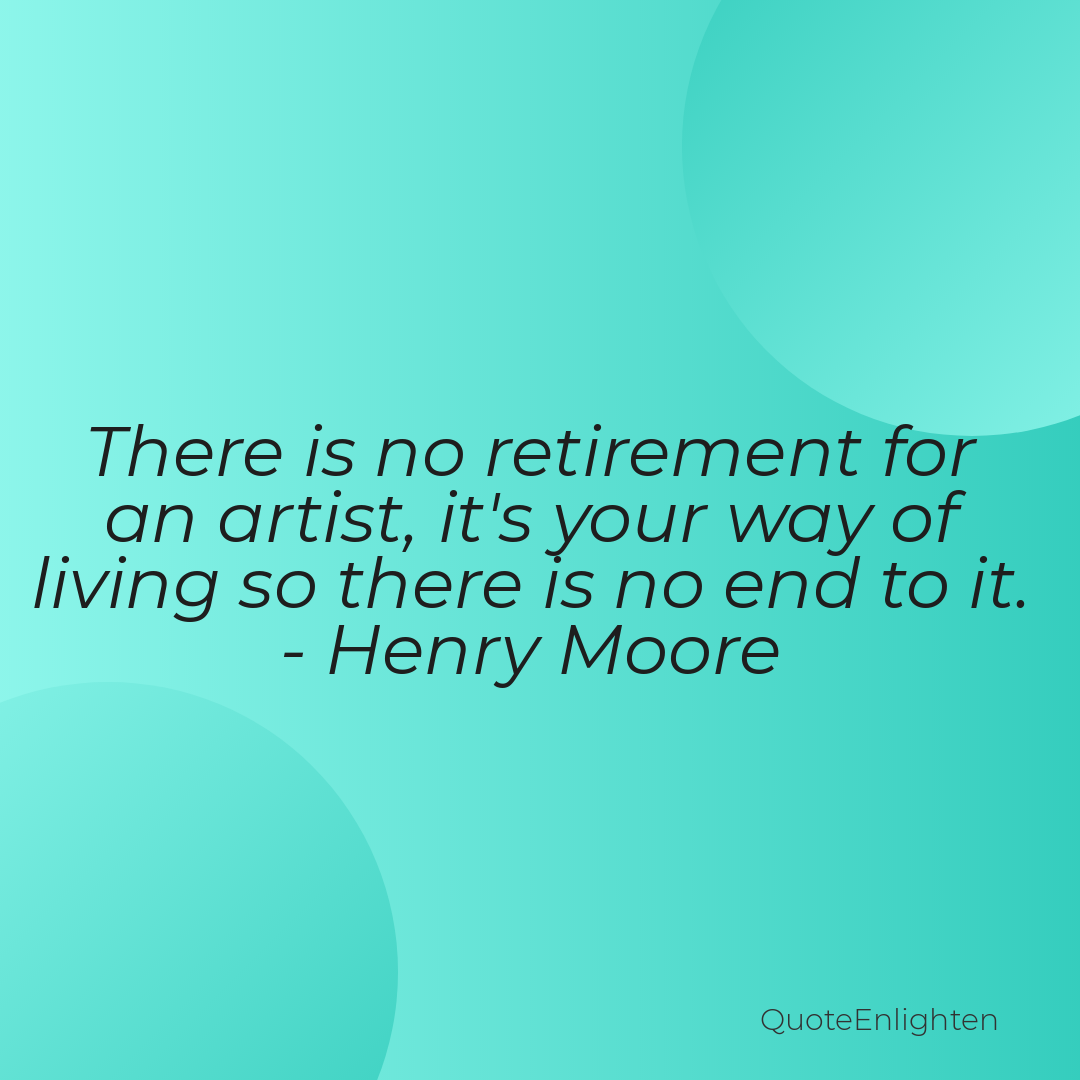 There is no retirement for
an artist, it's your way of
living so there is no end to it.
- Henry Moore
QuoteEnlighten